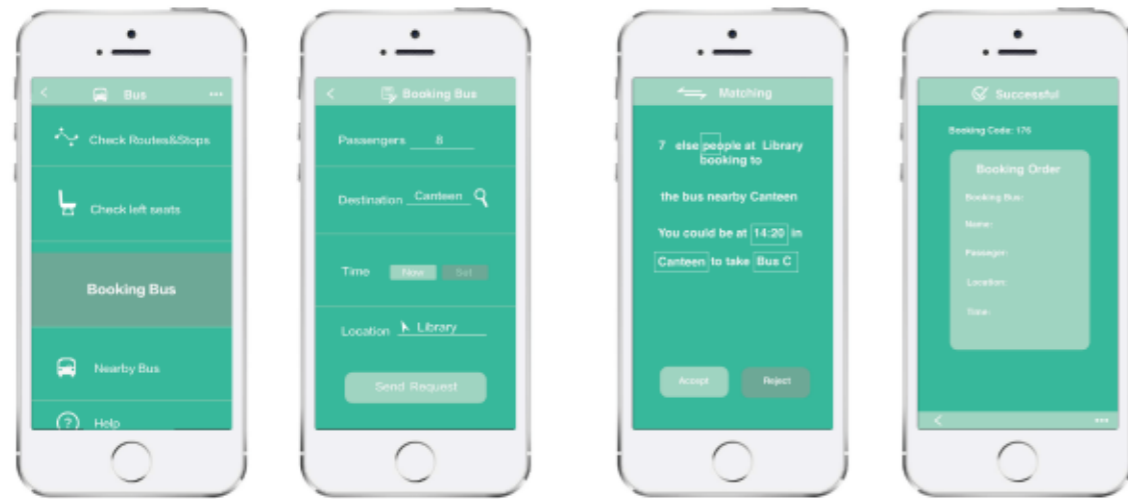 Bus
Check Routes&Stops
Check left seats
Booking Bus
Nearby Bus
Help
Booking Bus
Passengers 8
Destination Canteen
Time Now Set
Location Library
Send Request
Matching
7 else people at Library
booking to
the bus nearby Canteen
You could be at 14:20 in
Canteen to take Bus C
Accept Reject
Successful
Booking Code: 176
Booking Order
Booking Bus:
Name:
Location:
Time: